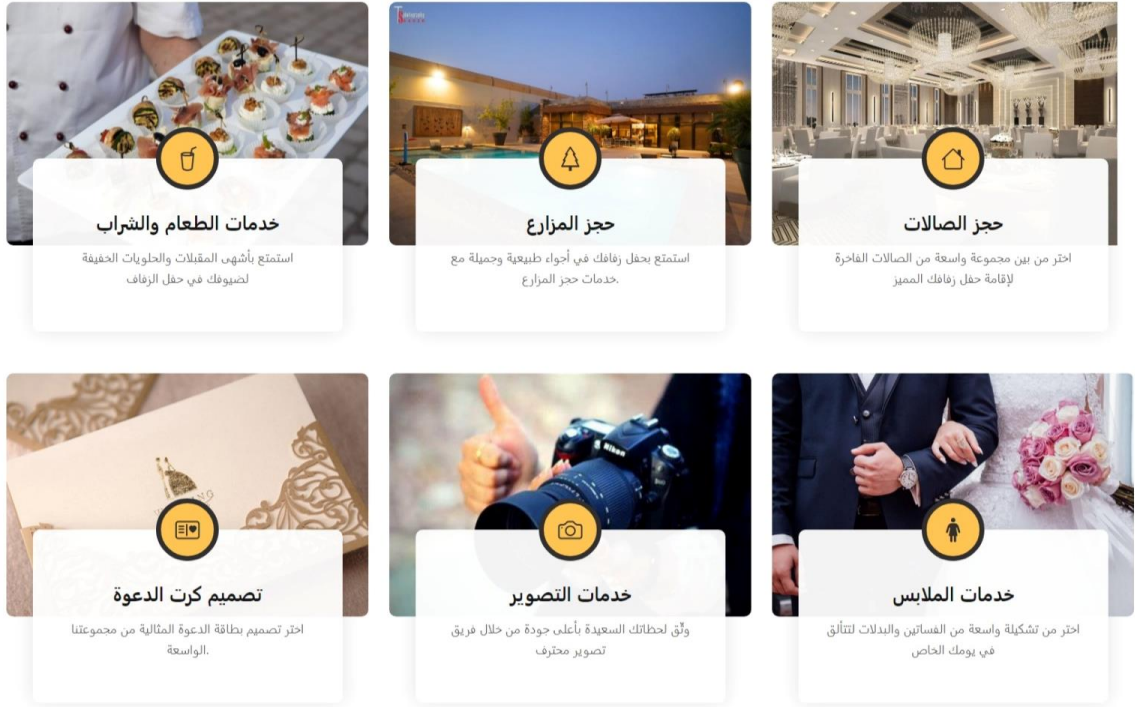 حجز الصالات
اختر من بين مجموعة واسعة من الصالات الفاخرة
لإقامة حفل زفافك المميز
حجز المزارع
استمتع بحفل زفافك في أجواء طبيعية وجميلة مع
.خدمات حجز المزارع
خدمات الطعام والشراب
استمتع بأشهى المقبلات والحلويات الخفيفة
لضيوفك في حفل الزفاف
خدمات الملابس
اختر من تشكيلة واسعة من الفساتين والبدلات لتتألق
في يومك الخاص
خدمات التصوير
Nikon
وثّق لحظاتك السعيدة بأعلى جودة من خلال فريق
تصوير محترف
تصميم كرت الدعوة
اختر تصميم بطاقة الدعوة المثالية من مجموعتنا
.الواسعة